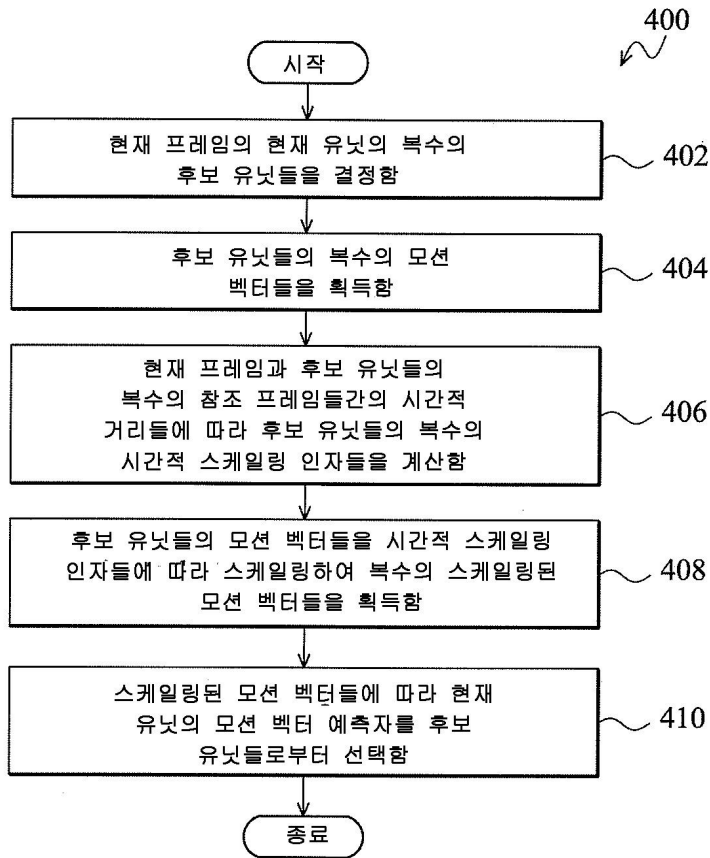 400
시작
현재 프레임의 현재 유닛의 복수의
후보 유닛들을 결정함
402
후보 유닛들의 복수의 모션
벡터들을 획득함
404
현재 프레임과 후보 유닛들의
복수의 참조 프레임들간의 시간적
거리들에 따라 후보 유닛들의 복수의
시간적 스케일링 인자들을 계산함
406
후보 유닛들의 모션 벡터들을 시간적 스케일링
인자들에 따라 스케일링하여 복수의 스케일링된
모션 벡터들을 획득함
408
스케일링된 모션 벡터들에 따라 현재
유닛의 모션 벡터 예측자를 후보
유닛들로부터 선택함
410
종료